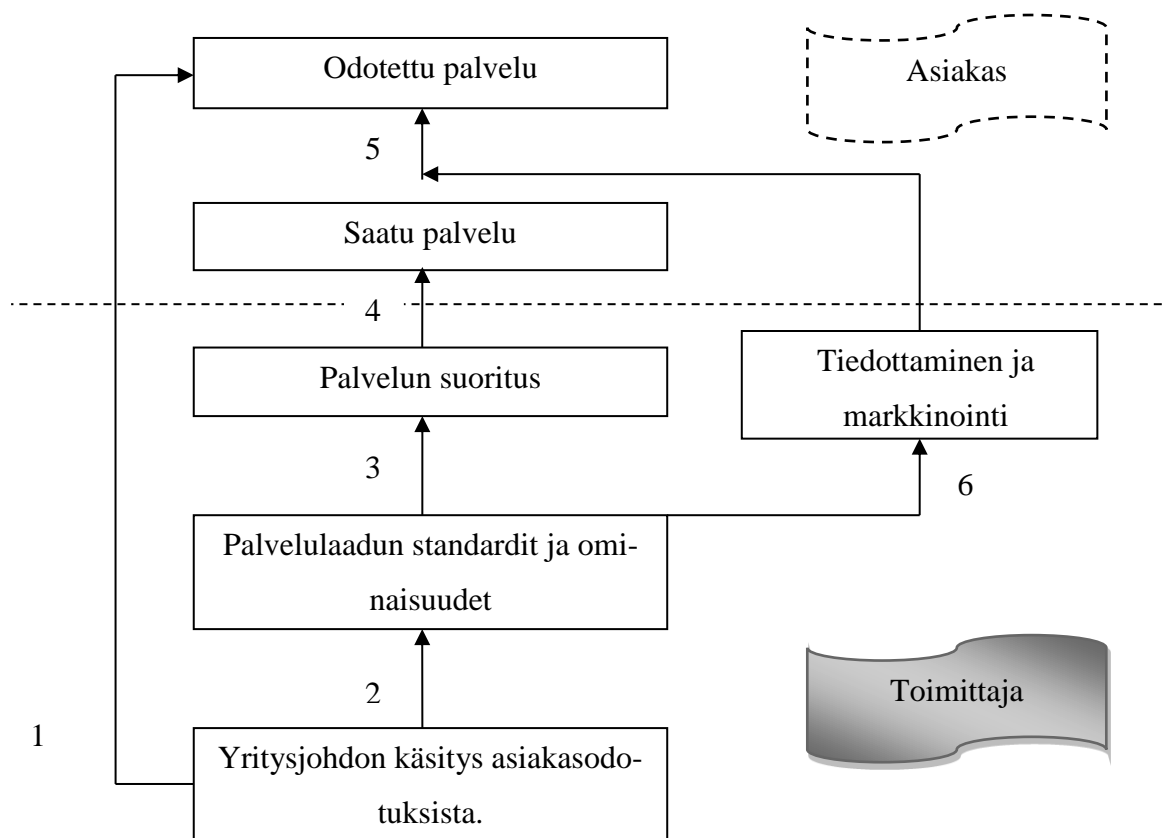 Odotettu palvelu
Asiakas
5
Saatu palvelu
4
Palvelun suoritus
Tiedottaminen ja
markkinointi
3
6
Palvelulaadun standardit ja omi-
naisuudet
2
Toimittaja
1
Yritysjohdon käsitys asiakasodo-
tuksista.